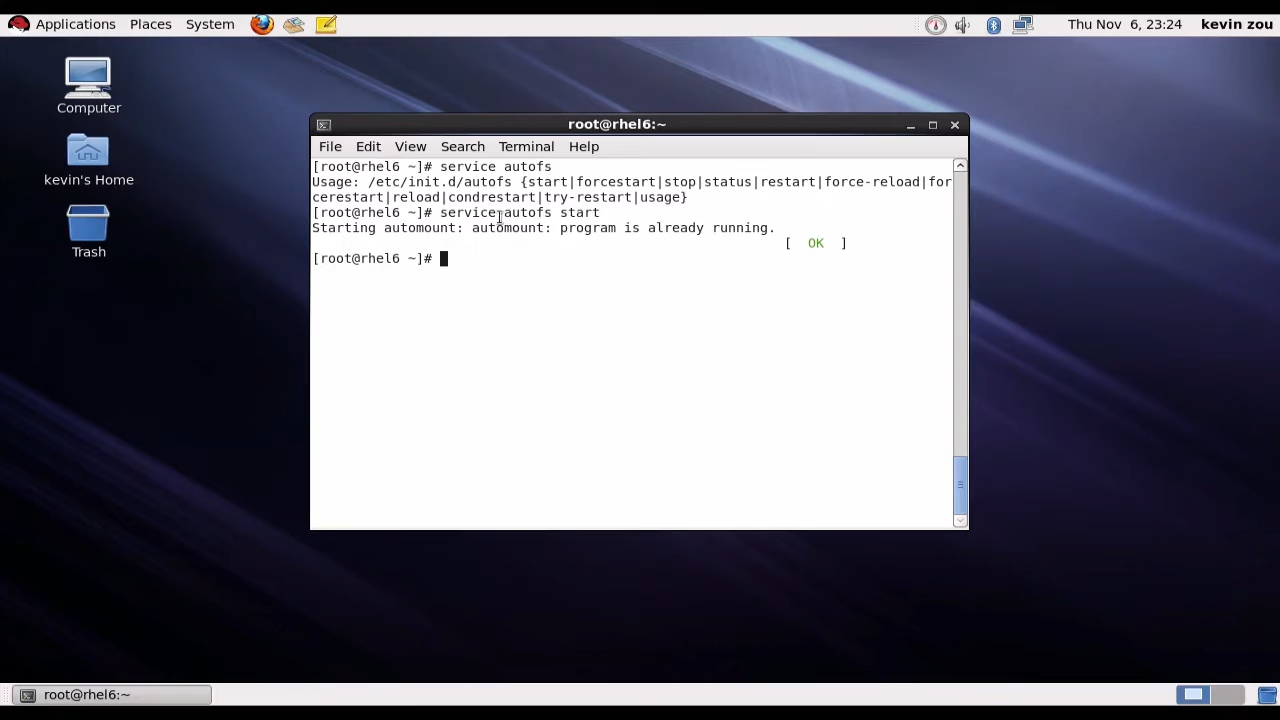 Applications Places System Thu Nov 6, 23:24 kevin zou
Computer
kevin's Home
Trash
root@rhel6:~
File Edit View Search Terminal Help
[root@rhel6 ~]# service autofs
Usage: /etc/init.d/autofs {start|forcestart|stop|status|restart|force-reload|for
cerestart|reload|condrestart|try-restart|usage}
[root@rhel6 ~]# service autofs start
Starting automount: automount: program is already running.
[ OK ]
[root@rhel6 ~]#
root@rhel6:~